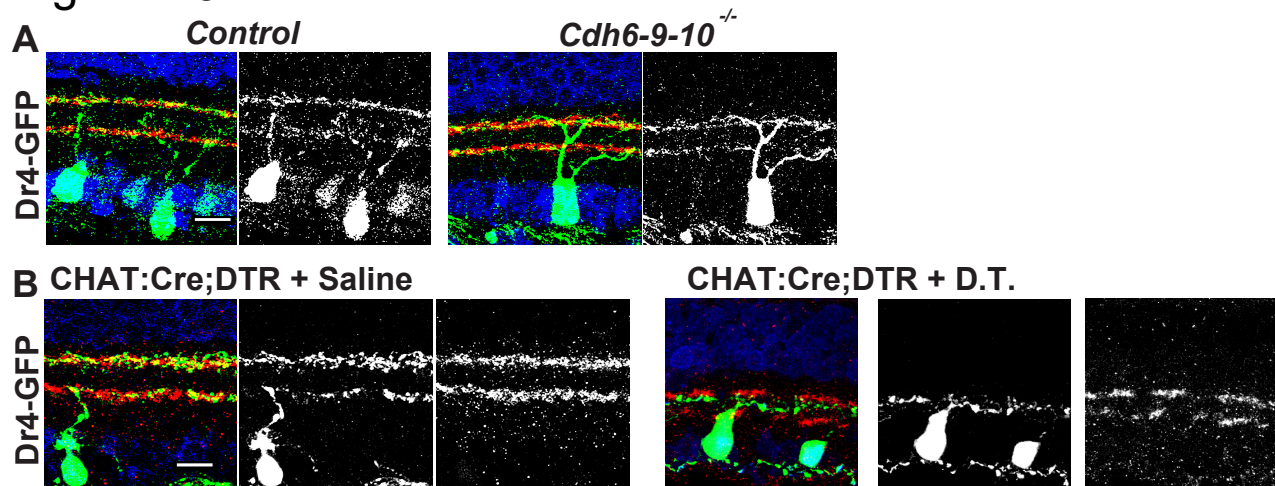 A
Control
Cdh6-9-10-/-
Dr4-GFP
B
CHAT:Cre;DTR + Saline
CHAT:Cre;DTR + D.T.
Dr4-GFP